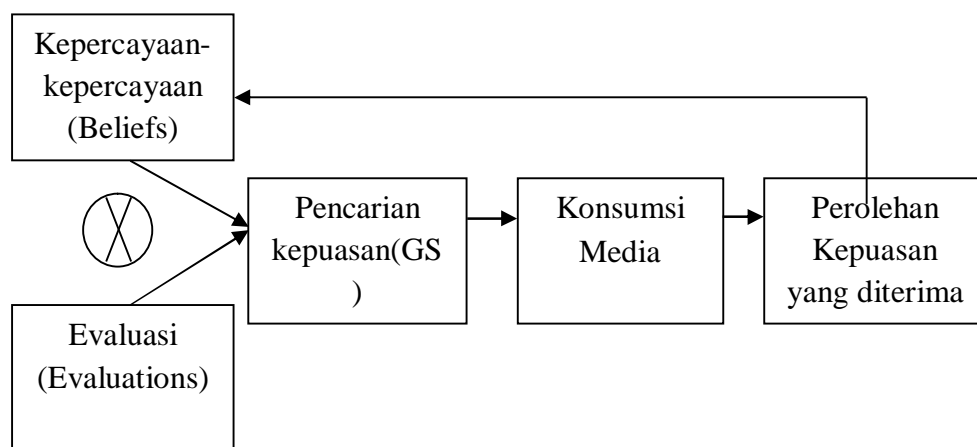 Kepercayaan-
kepercayaan
(Beliefs)
Pencarian
kepuasan(GS
)
Konsumsi
Media
Perolehan
Kepuasan
yang diterima
Evaluasi
(Evaluations)